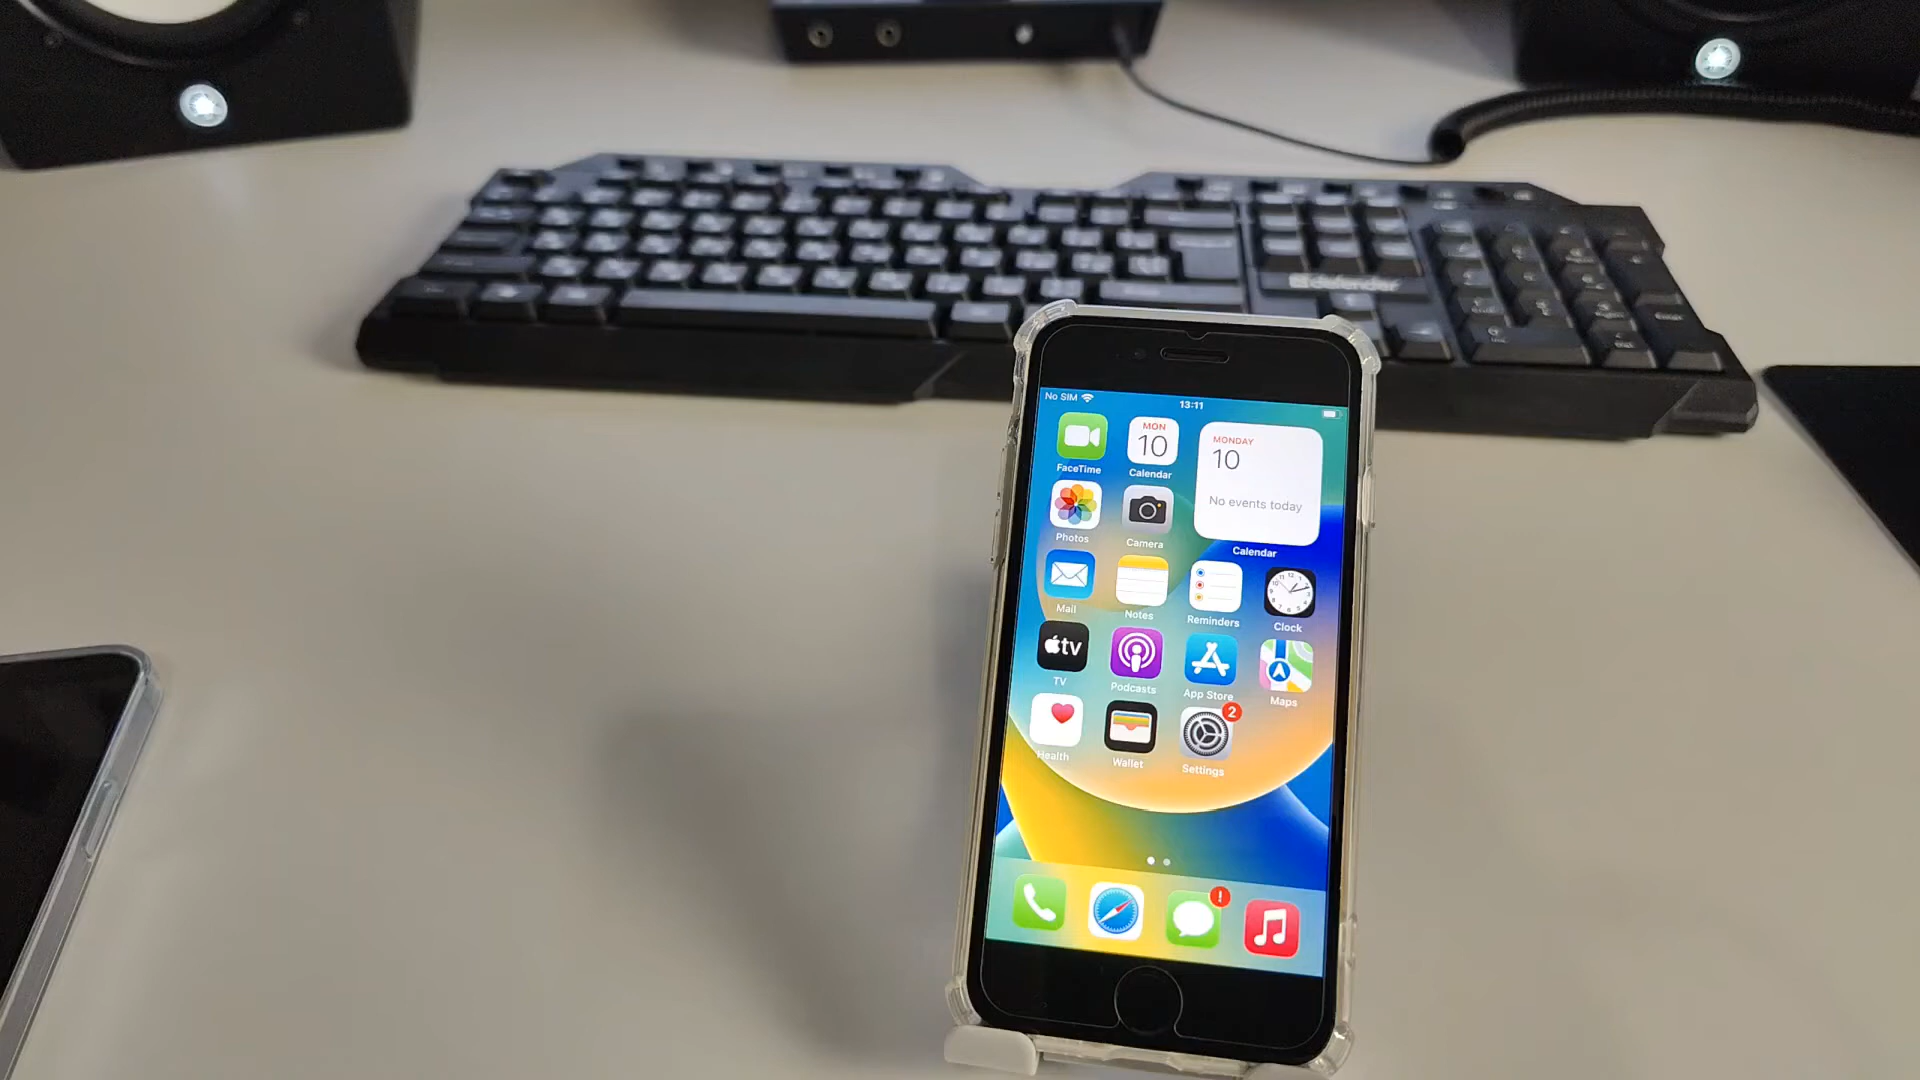 defender
No SIM
13:11
FaceTime
MON
10
Calendar
MONDAY
10
No events today
Calendar
Photos
Camera
Mail
Notes
Reminders
Clock
tv
TV
Podcasts
App Store
Maps
Health
Wallet
2
Settings
!